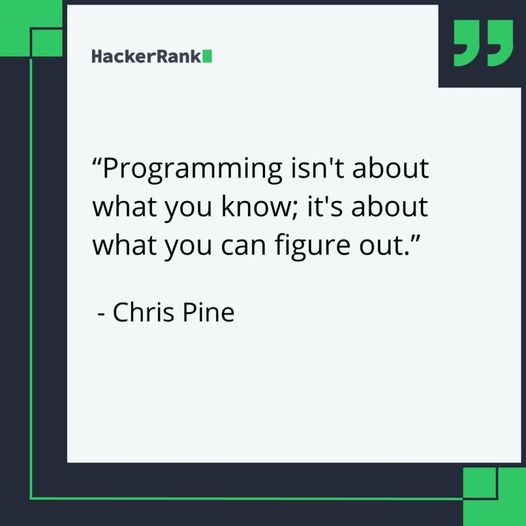 HackerRank
“Programming isn't about
what you know; it's about
what you can figure out.”
- Chris Pine